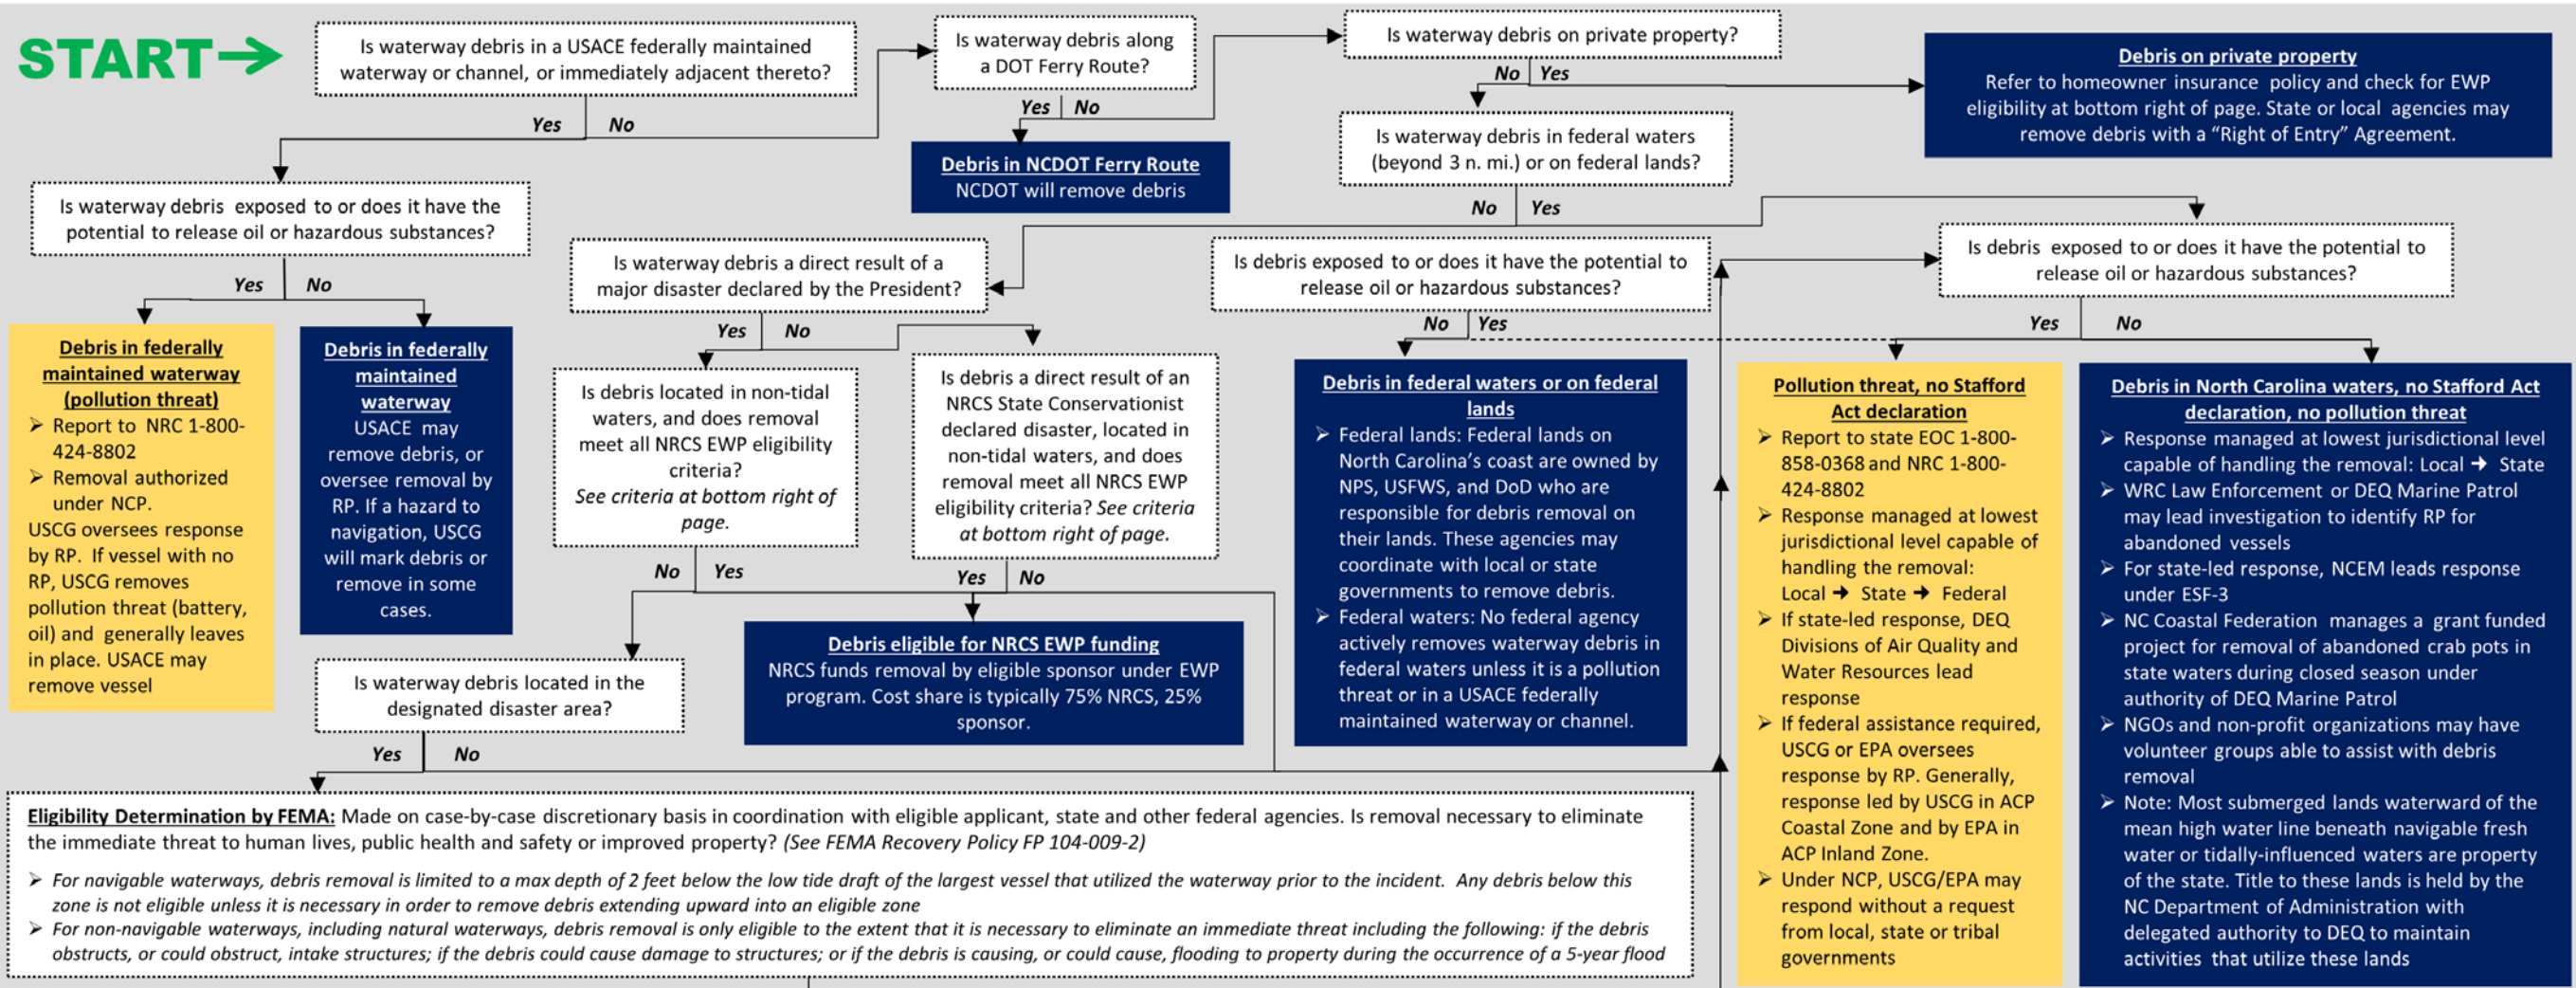 START
Is waterway debris in a USACE federally maintained
waterway or channel, or immediately adjacent thereto?
Yes
No
Is waterway debris along
a DOT Ferry Route?
Yes
No
Is waterway debris on private property?
No
Yes
Debris on private property
Refer to homeowner insurance policy and check for EWP
eligibility at bottom right of page. State or local agencies may
remove debris with a “Right of Entry” Agreement.
Debris in NCDOT Ferry Route
NCDOT will remove debris
Is waterway debris in federal waters
(beyond 3 n. mi.) or on federal lands?
No
Yes
Is waterway debris exposed to or does it have the
potential to release oil or hazardous substances?
Yes
No
Is waterway debris a direct result of a
major disaster declared by the President?
Yes
No
Is debris exposed to or does it have the potential to
release oil or hazardous substances?
No
Yes
Is debris exposed to or does it have the potential to
release oil or hazardous substances?
Yes
No
Debris in federally
maintained waterway
(pollution threat)
➢ Report to NRC 1-800-
424-8802
➢ Removal authorized
under NCP.
USCG oversees response
by RP. If vessel with no
RP, USCG removes
pollution threat (battery,
oil) and generally leaves
in place. USACE may
remove vessel
Debris in federally
maintained
waterway
USACE may
remove debris, or
oversee removal by
RP. If a hazard to
navigation, USCG
will mark debris or
remove in some
cases.
Is debris located in non-tidal
waters, and does removal
meet all NRCS EWP eligibility
criteria?
See criteria at bottom right of
page.
No
Yes
Is debris a direct result of an
NRCS State Conservationist
declared disaster, located in
non-tidal waters, and does
removal meet all NRCS EWP
eligibility criteria? See criteria
at bottom right of page.
Yes
No
Debris eligible for NRCS EWP funding
NRCS funds removal by eligible sponsor under EWP
program. Cost share is typically 75% NRCS, 25%
sponsor.
Is waterway debris located in the
designated disaster area?
Yes
No
Debris in federal waters or on federal
lands
➢ Federal lands: Federal lands on
North Carolina’s coast are owned by
NPS, USFWS, and DoD who are
responsible for debris removal on
their lands. These agencies may
coordinate with local or state
governments to remove debris.
➢ Federal waters: No federal agency
actively removes waterway debris in
federal waters unless it is a pollution
threat or in a USACE federally
maintained waterway or channel.
Pollution threat, no Stafford
Act declaration
➢ Report to state EOC 1-800-
858-0368 and NRC 1-800-
424-8802
➢ Response managed at lowest
jurisdictional level capable of
handling the removal:
Local → State → Federal
➢ If state-led response, DEQ
Divisions of Air Quality and
Water Resources lead
response
➢ If federal assistance required,
USCG or EPA oversees
response by RP. Generally,
response led by USCG in ACP
Coastal Zone and by EPA in
ACP Inland Zone.
➢ Under NCP, USCG/EPA may
respond without a request
from local, state or tribal
governments
Debris in North Carolina waters, no Stafford Act
declaration, no pollution threat
➢ Response managed at lowest jurisdictional level
capable of handling the removal: Local → State
➢ WRC Law Enforcement or DEQ Marine Patrol
may lead investigation to identify RP for
abandoned vessels
➢ For state-led response, NCEM leads response
under ESF-3
➢ NC Coastal Federation manages a grant funded
project for removal of abandoned crab pots in
state waters during closed season under
authority of DEQ Marine Patrol
➢ NGOs and non-profit organizations may have
volunteer groups able to assist with debris
removal
➢ Note: Most submerged lands waterward of the
mean high water line beneath navigable fresh
water or tidally-influenced waters are property
of the state. Title to these lands is held by the
NC Department of Administration with
delegated authority to DEQ to maintain
activities that utilize these lands
Eligibility Determination by FEMA: Made on case-by-case discretionary basis in coordination with eligible applicant, state and other federal agencies. Is removal necessary to eliminate
the immediate threat to human lives, public health and safety or improved property? (See FEMA Recovery Policy FP 104-009-2)
➢ For navigable waterways, debris removal is limited to a max depth of 2 feet below the low tide draft of the largest vessel that utilized the waterway prior to the incident. Any debris below this
zone is not eligible unless it is necessary in order to remove debris extending upward into an eligible zone
➢ For non-navigable waterways, including natural waterways, debris removal is only eligible to the extent that it is necessary to eliminate an immediate threat including the following: if the debris
obstructs, or could obstruct, intake structures; if the debris could cause damage to structures; or if the debris is causing, or could cause, flooding to property during the occurrence of a 5-year flood